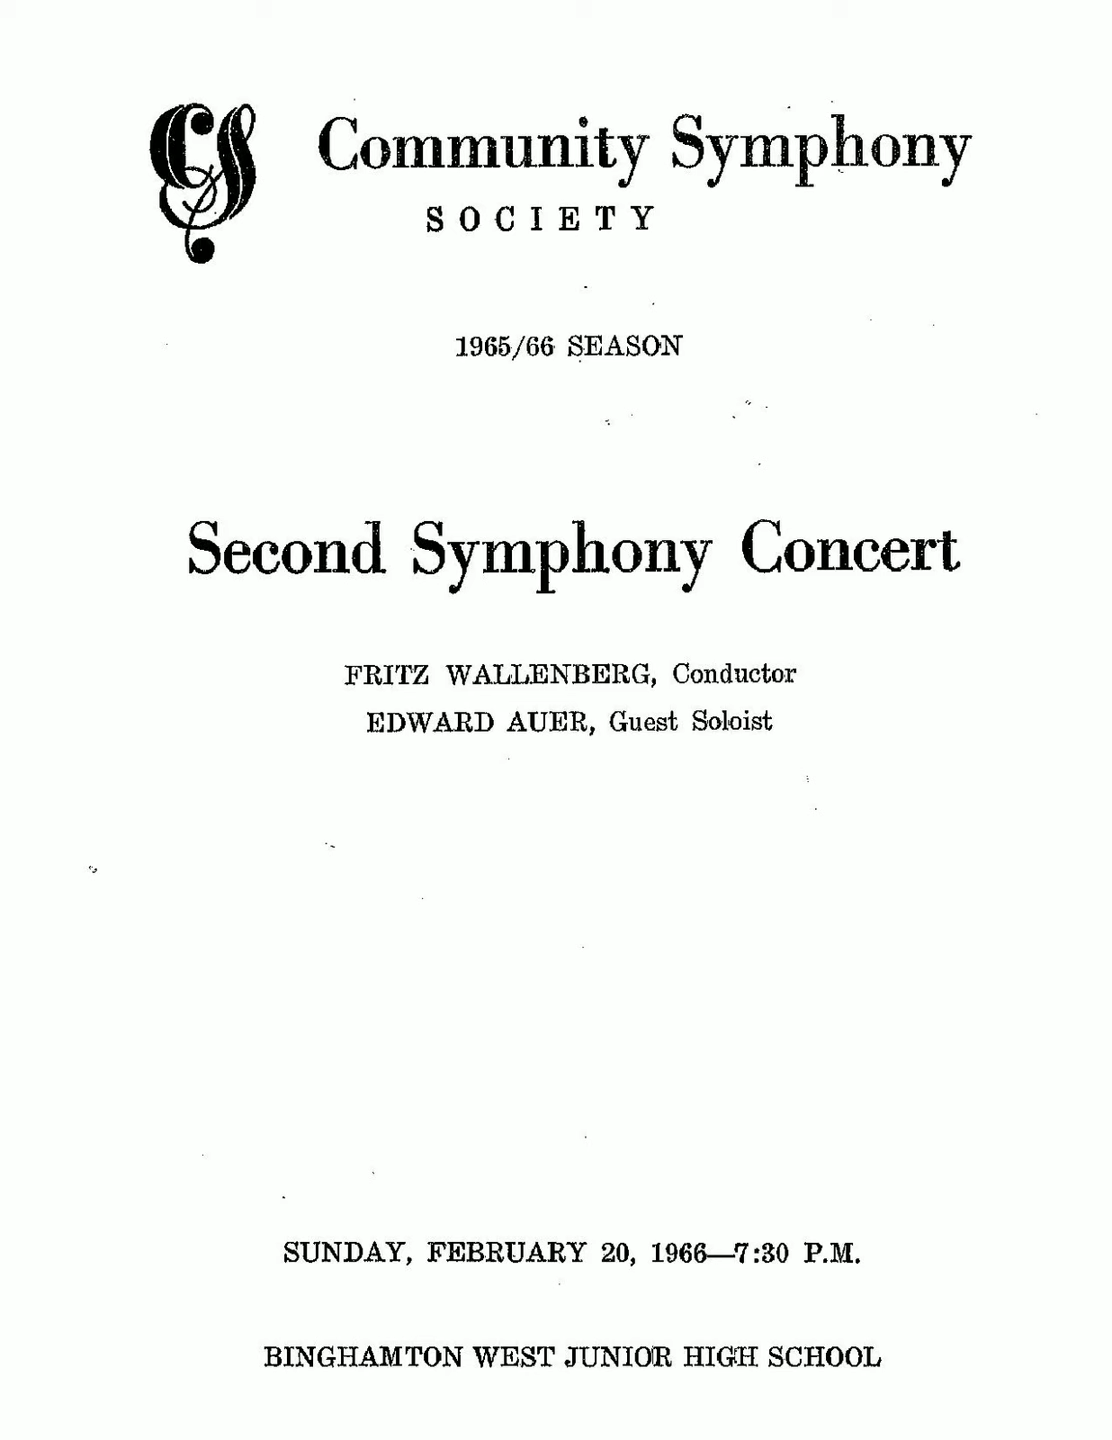 CS Community Symphony
SOCIETY
1965/66 SEASON
Second Symphony Concert
FRITZ WALLENBERG, Conductor
EDWARD AUER, Guest Soloist
SUNDAY, FEBRUARY 20, 1966—7:30 P.M.
BINGHAMTON WEST JUNIOR HIGH SCHOOL